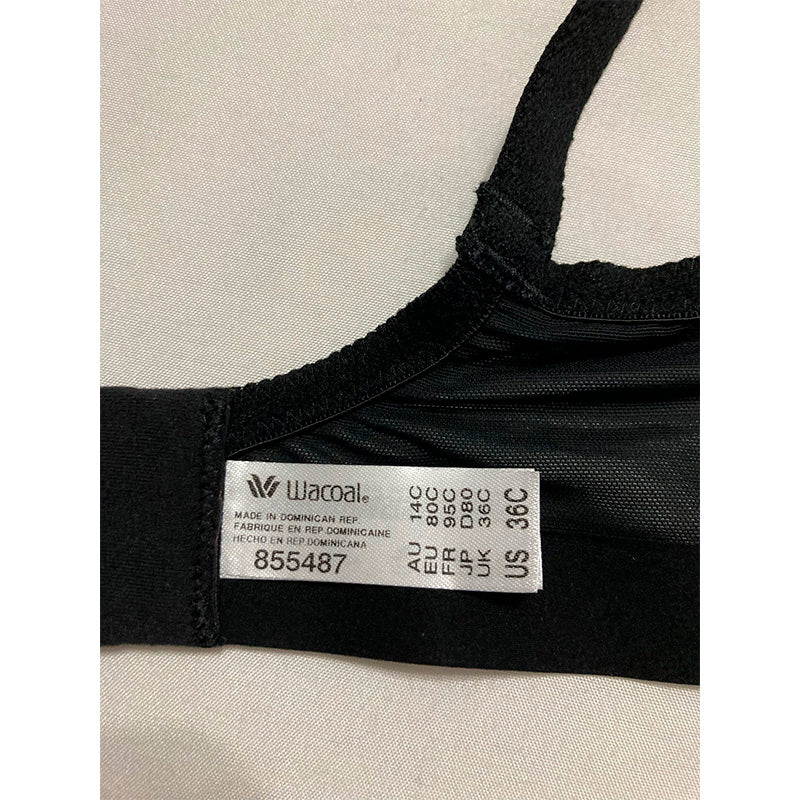 Wacoal®
MADE IN DOMINICAN REP.
FABRIQUE EN REP.DOMINICAINE
HECHO EN REP.DOMINICANA
855487
AU 14C
EU 80C
FR 95C
JP D80
UK 36C
US 36C